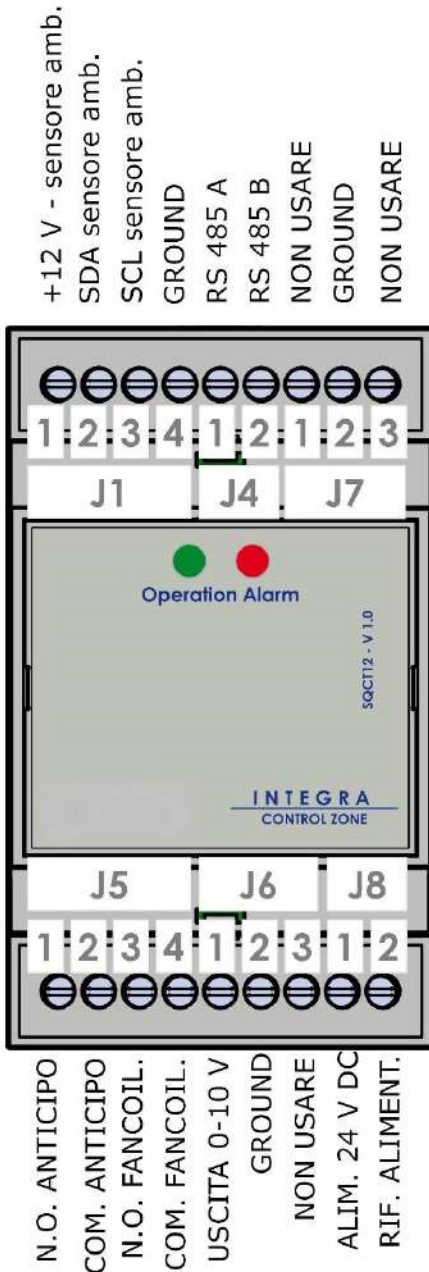 +12 V - sensore amb.
SDA sensore amb.
SCL sensore amb.
GROUND
RS 485 A
RS 485 B
NON USARE
GROUND
NON USARE
1 2 3 4 1 2 1 2 3
J1 J4 J7
Operation Alarm
SQCT12 - V 1.0
INTEGRA
CONTROL ZONE
J5 J6 J8
1 2 3 4 1 2 3 1 2
N.O. ANTICIPO
COM. ANTICIPO
N.O. FANCOIL.
COM. FANCOIL.
USCITA 0-10 V
GROUND
NON USARE
ALIM. 24 V DC
RIF. ALIMENT.